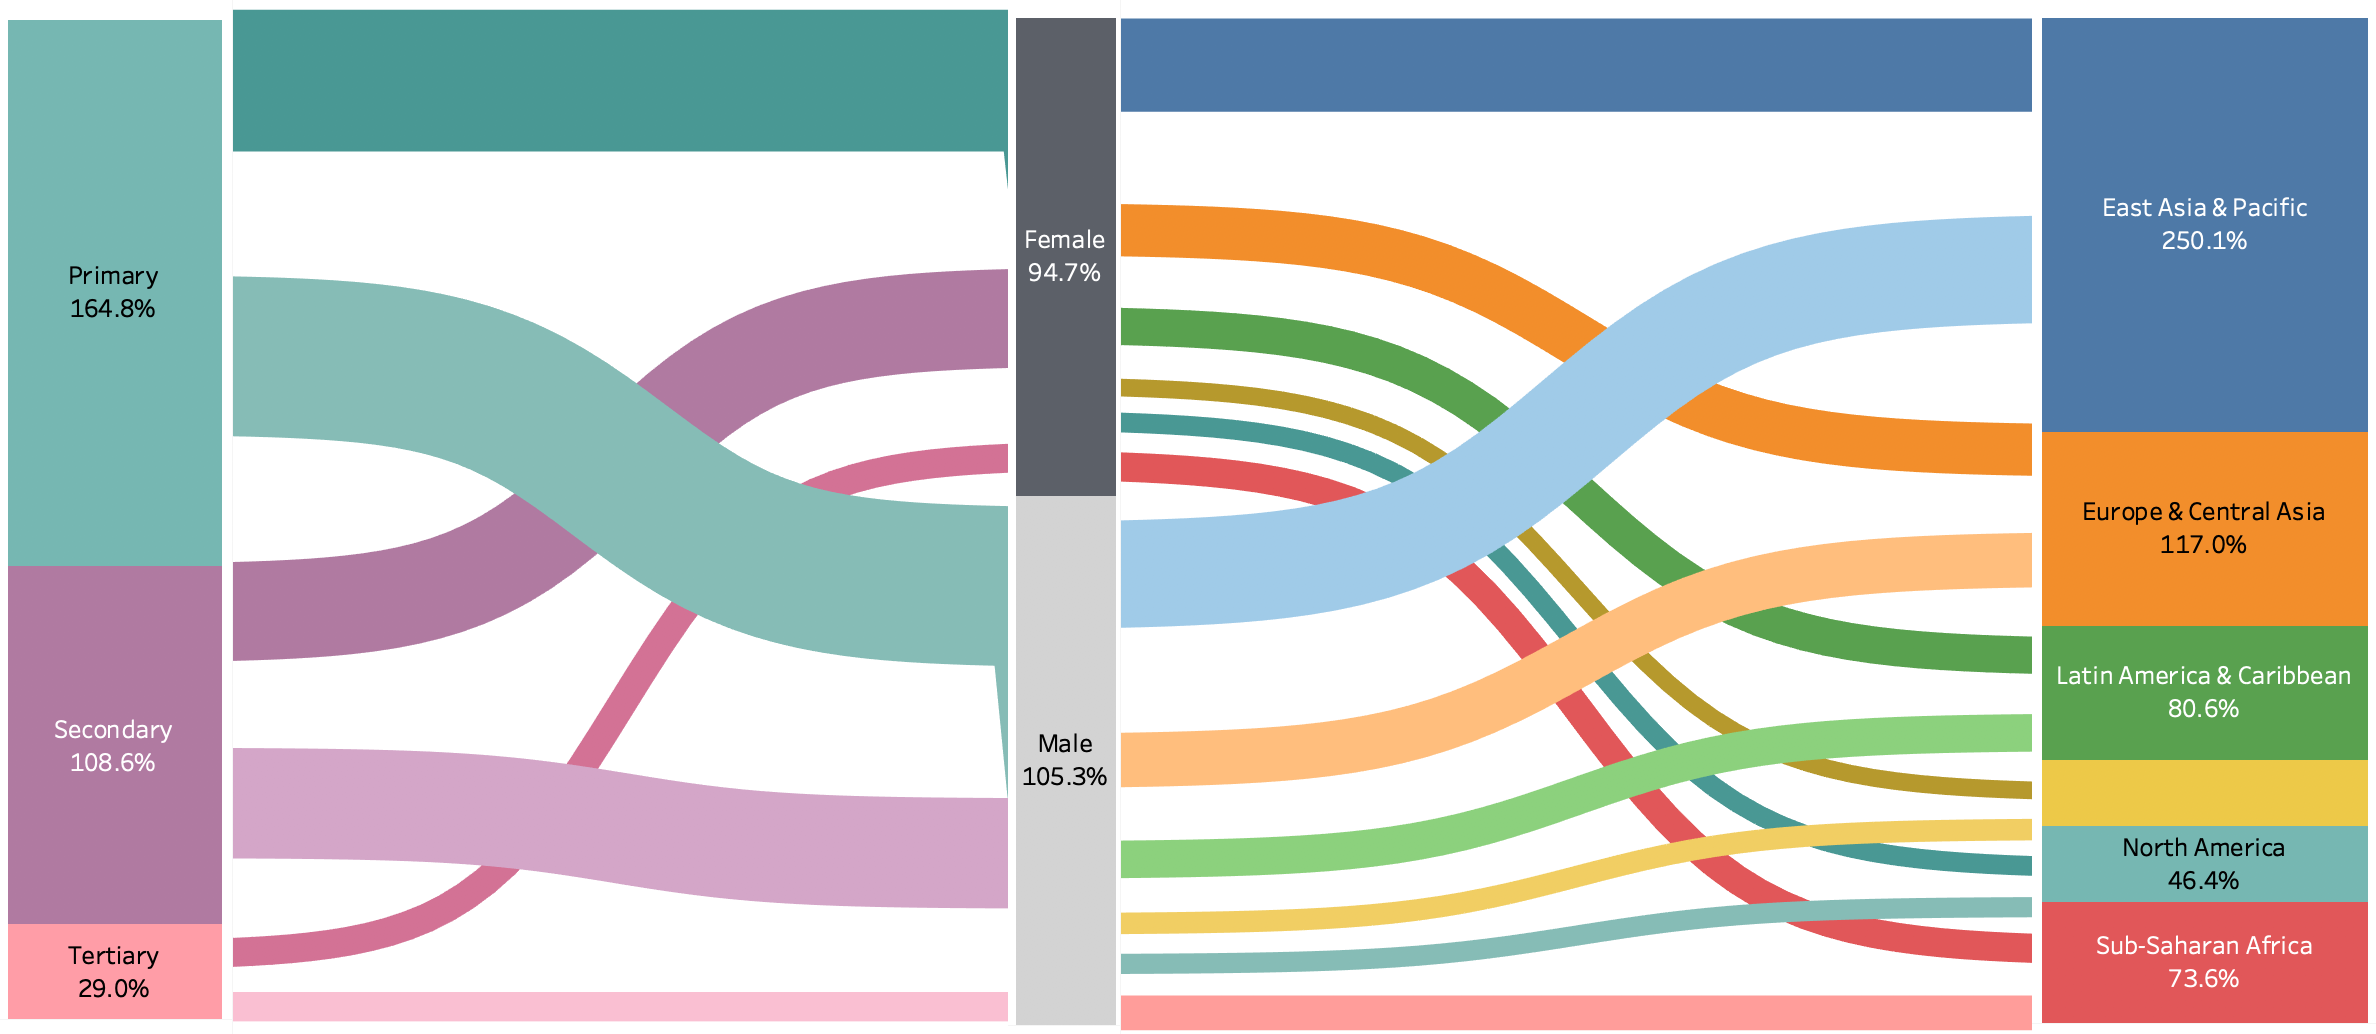 Primary
164.8%
Secondary
108.6%
Tertiary
29.0%
Female
94.7%
Male
105.3%
East Asia & Pacific
250.1%
Europe & Central Asia
117.0%
Latin America & Caribbean
80.6%
North America
46.4%
Sub-Saharan Africa
73.6%